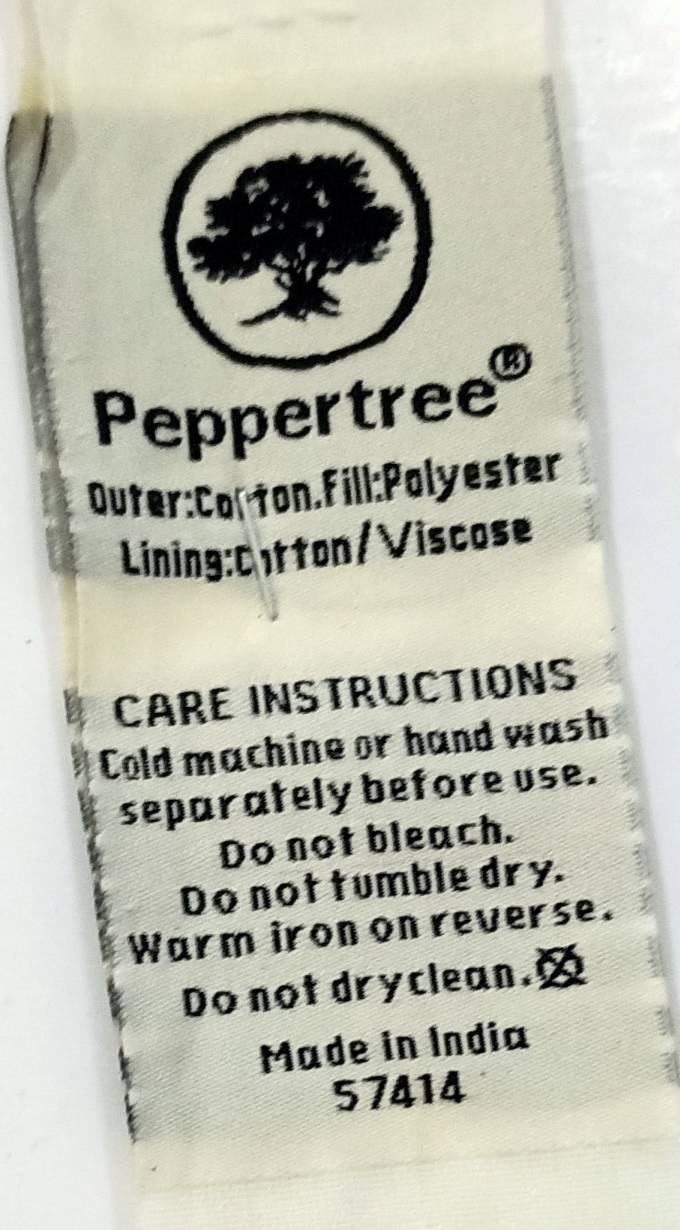 Peppertree®
Outer:Cotton.Fill:Polyester
Lining:Cotton/Viscose
CARE INSTRUCTIONS
Cold machine or hand wash
separately before use.
Do not bleach.
Do not tumble dry.
Warm iron on reverse.
Do not dryclean.
Made in India
57414